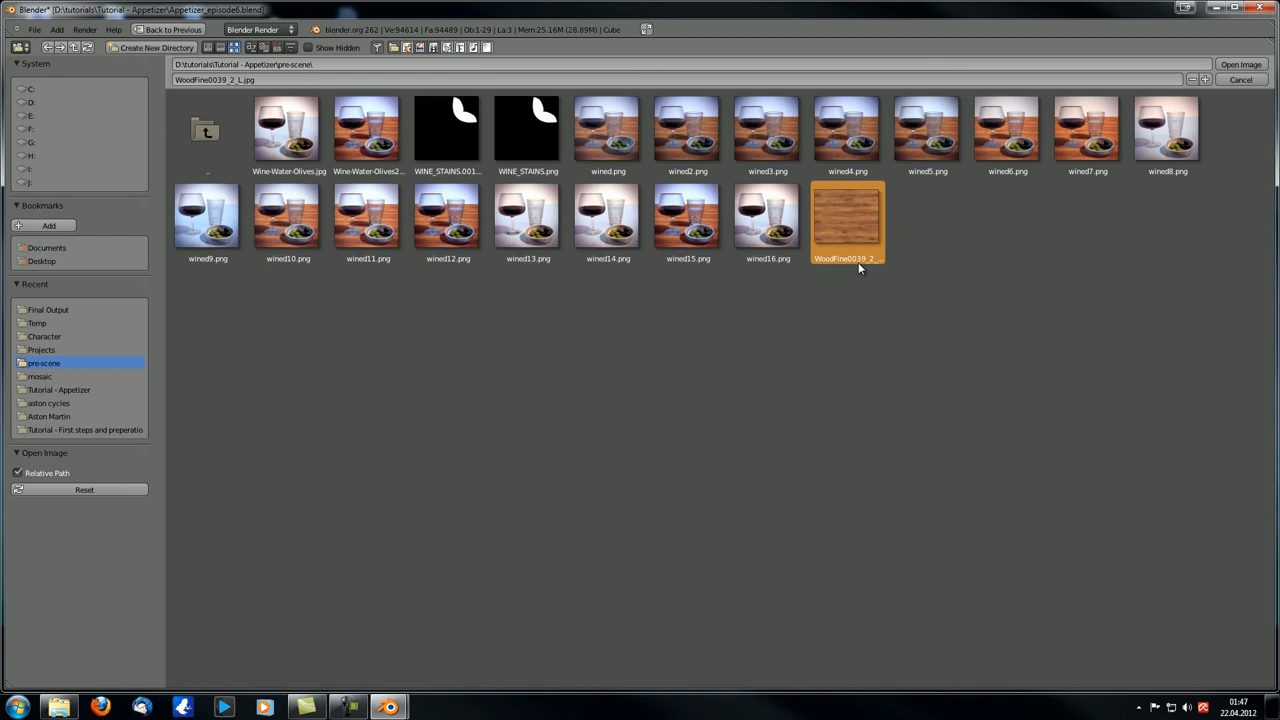 Blender* [D:\tutorials\Tutorial - Appetizer\Appetizer_episode6.blend]
File Add Render Help Back to Previous Blender Render blender.org 262 | Ve:94614 | Fa:94489 | Ob:1-29 | La:3 | Mem:25.16M (28.89M) | Cube
Create New Directory Show Hidden
System
C:
D:
E:
F:
G:
H:
I:
J:
Bookmarks
Add
Documents
Desktop
Recent
Final Output
Temp
Character
Projects
pre-scene
mosaic
Tutorial - Appetizer
aston cycles
Aston Martin
Tutorial - First steps and preperatio
Open Image
Relative Path
Reset
D:\tutorials\Tutorial - Appetizer\pre-scene\ Open Image
WoodFine0039_2_L.jpg Cancel
.. Wine-Water-Olives.jpg Wine-Water-Olives2... WINE_STAINS.001... WINE_STAINS.png wined.png wined2.png wined3.png wined4.png wined5.png wined6.png wined7.png wined8.png
wined9.png wined10.png wined11.png wined12.png wined13.png wined14.png wined15.png wined16.png WoodFine0039_2_...
01:47
22.04.2012